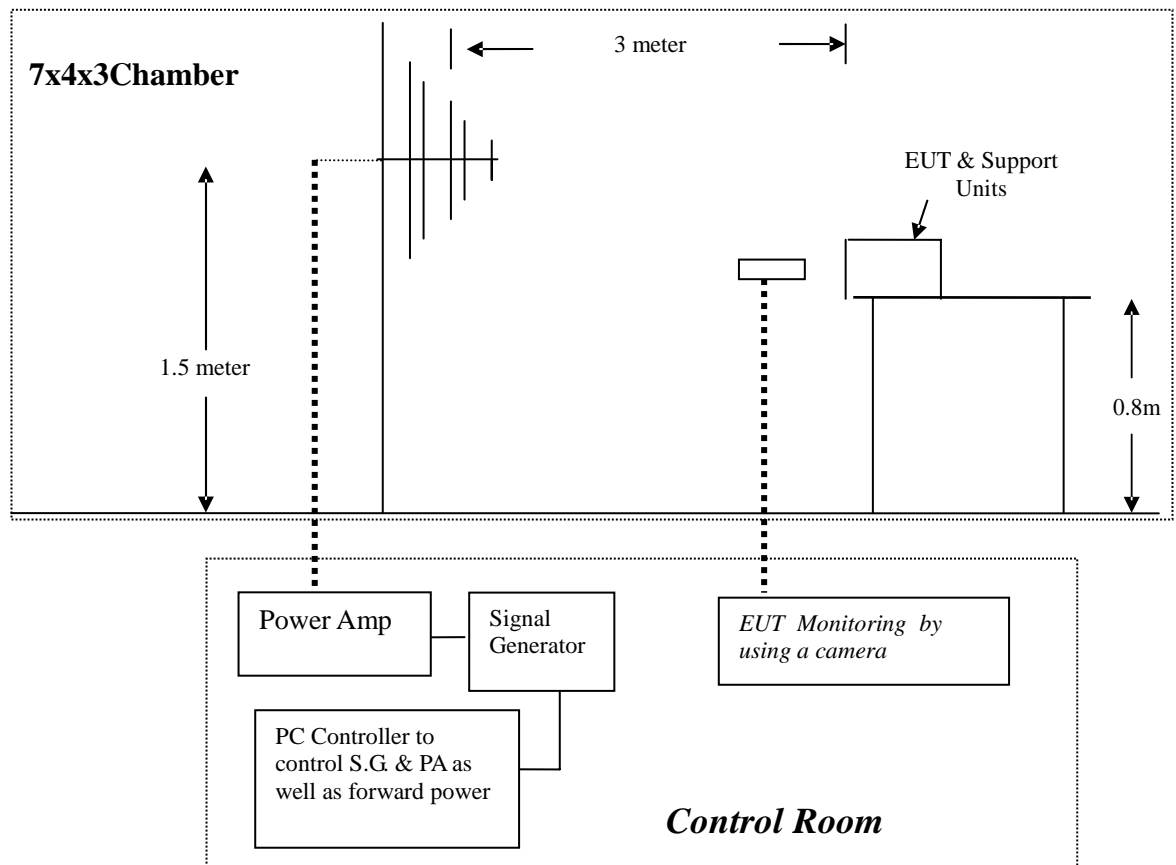 3 meter
7x4x3Chamber
EUT & Support
Units
1.5 meter
0.8m
Power Amp
Signal
Generator
EUT Monitoring by
using a camera
PC Controller to
control S.G. & PA as
well as forward power
Control Room